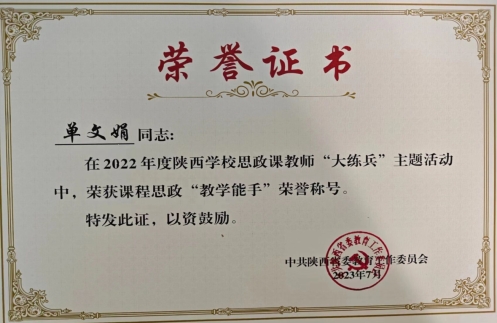 荣誉证书
单文娟同志：
在2022年度陕西学校思政课教师“大练兵”主题活动
中，荣获课程思政“教学能手”荣誉称号。
特发此证，以资鼓励。
中共陕西省委教育工作委员会
2023年7月